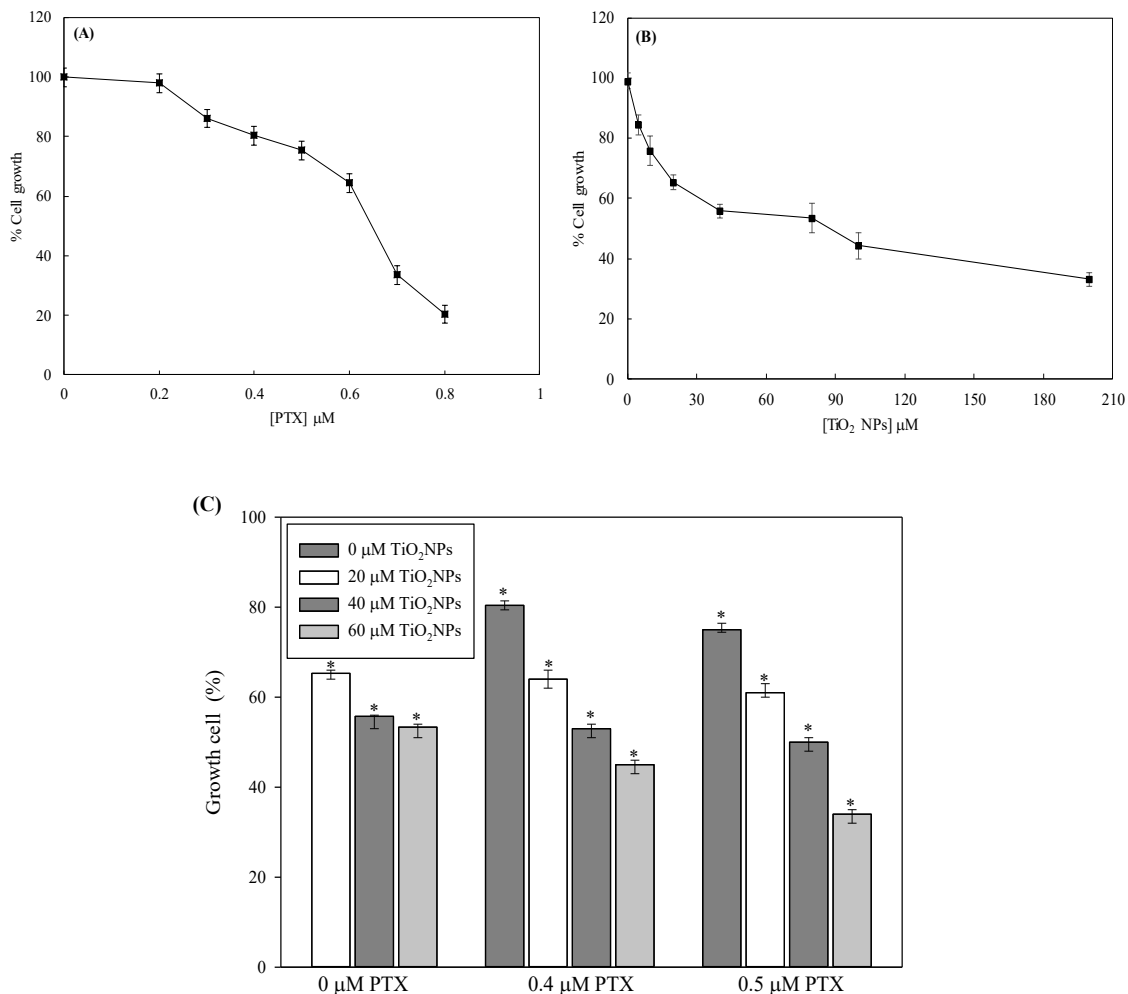 (A)
120
100
80
60
40
20
0
% Cell growth
0
0.2
0.4
0.6
0.8
1
[PTX] µM
(B)
120
100
80
60
40
20
0
% Cell growth
0
30
60
90
120
150
180
210
[TiO₂ NPs] µM
(C)
100
80
60
40
20
0
Growth cell (%)
0 µM TiO₂NPs
20 µM TiO₂NPs
40 µM TiO₂NPs
60 µM TiO₂NPs
* * *
* * * *
* * * *
0 µM PTX
0.4 µM PTX
0.5 µM PTX